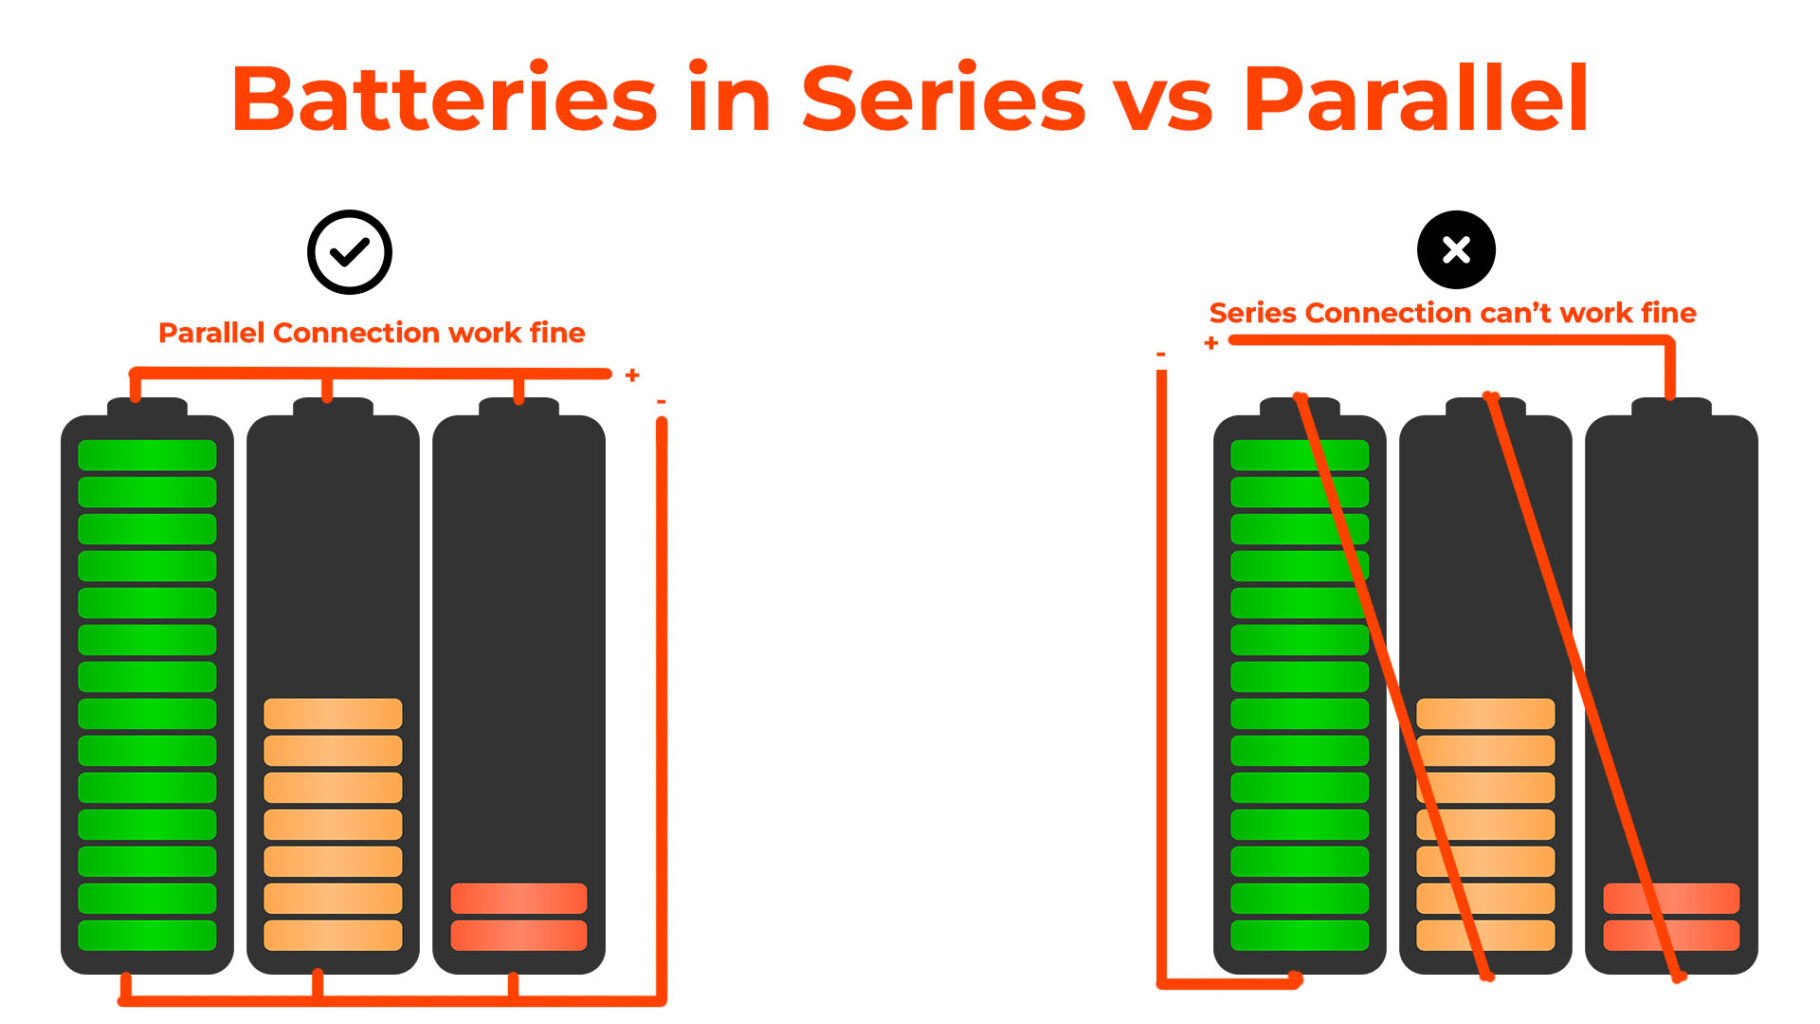 Batteries in Series vs Parallel
Parallel Connection work fine
+
-
Series Connection can't work fine
-
+